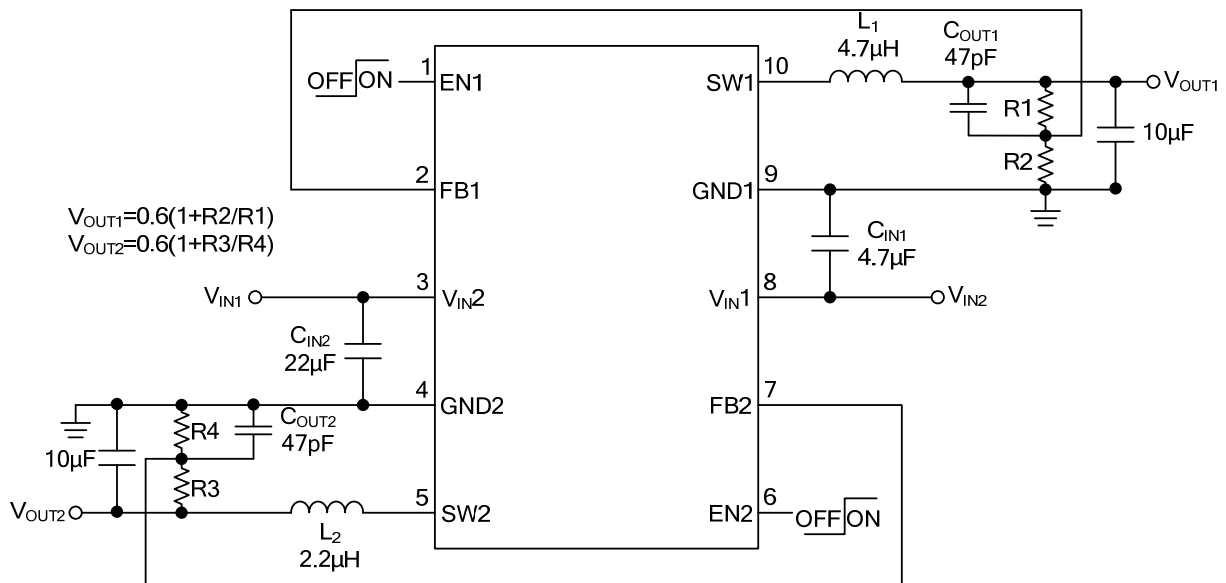 L1
4.7µH
COUT1
47pF
1
EN1
OFF ON
10
SW1
VOUT1
R1
10µF
R2
2
FB1
9
GND1
VOUT1=0.6(1+R2/R1)
VOUT2=0.6(1+R3/R4)
CIN1
4.7µF
VIN1
3
VIN2
8
VIN1
VIN2
CIN2
22µF
4
GND2
7
FB2
R4
COUT2
47pF
10µF
R3
VOUT2
5
SW2
6
EN2
OFF ON
L2
2.2µH